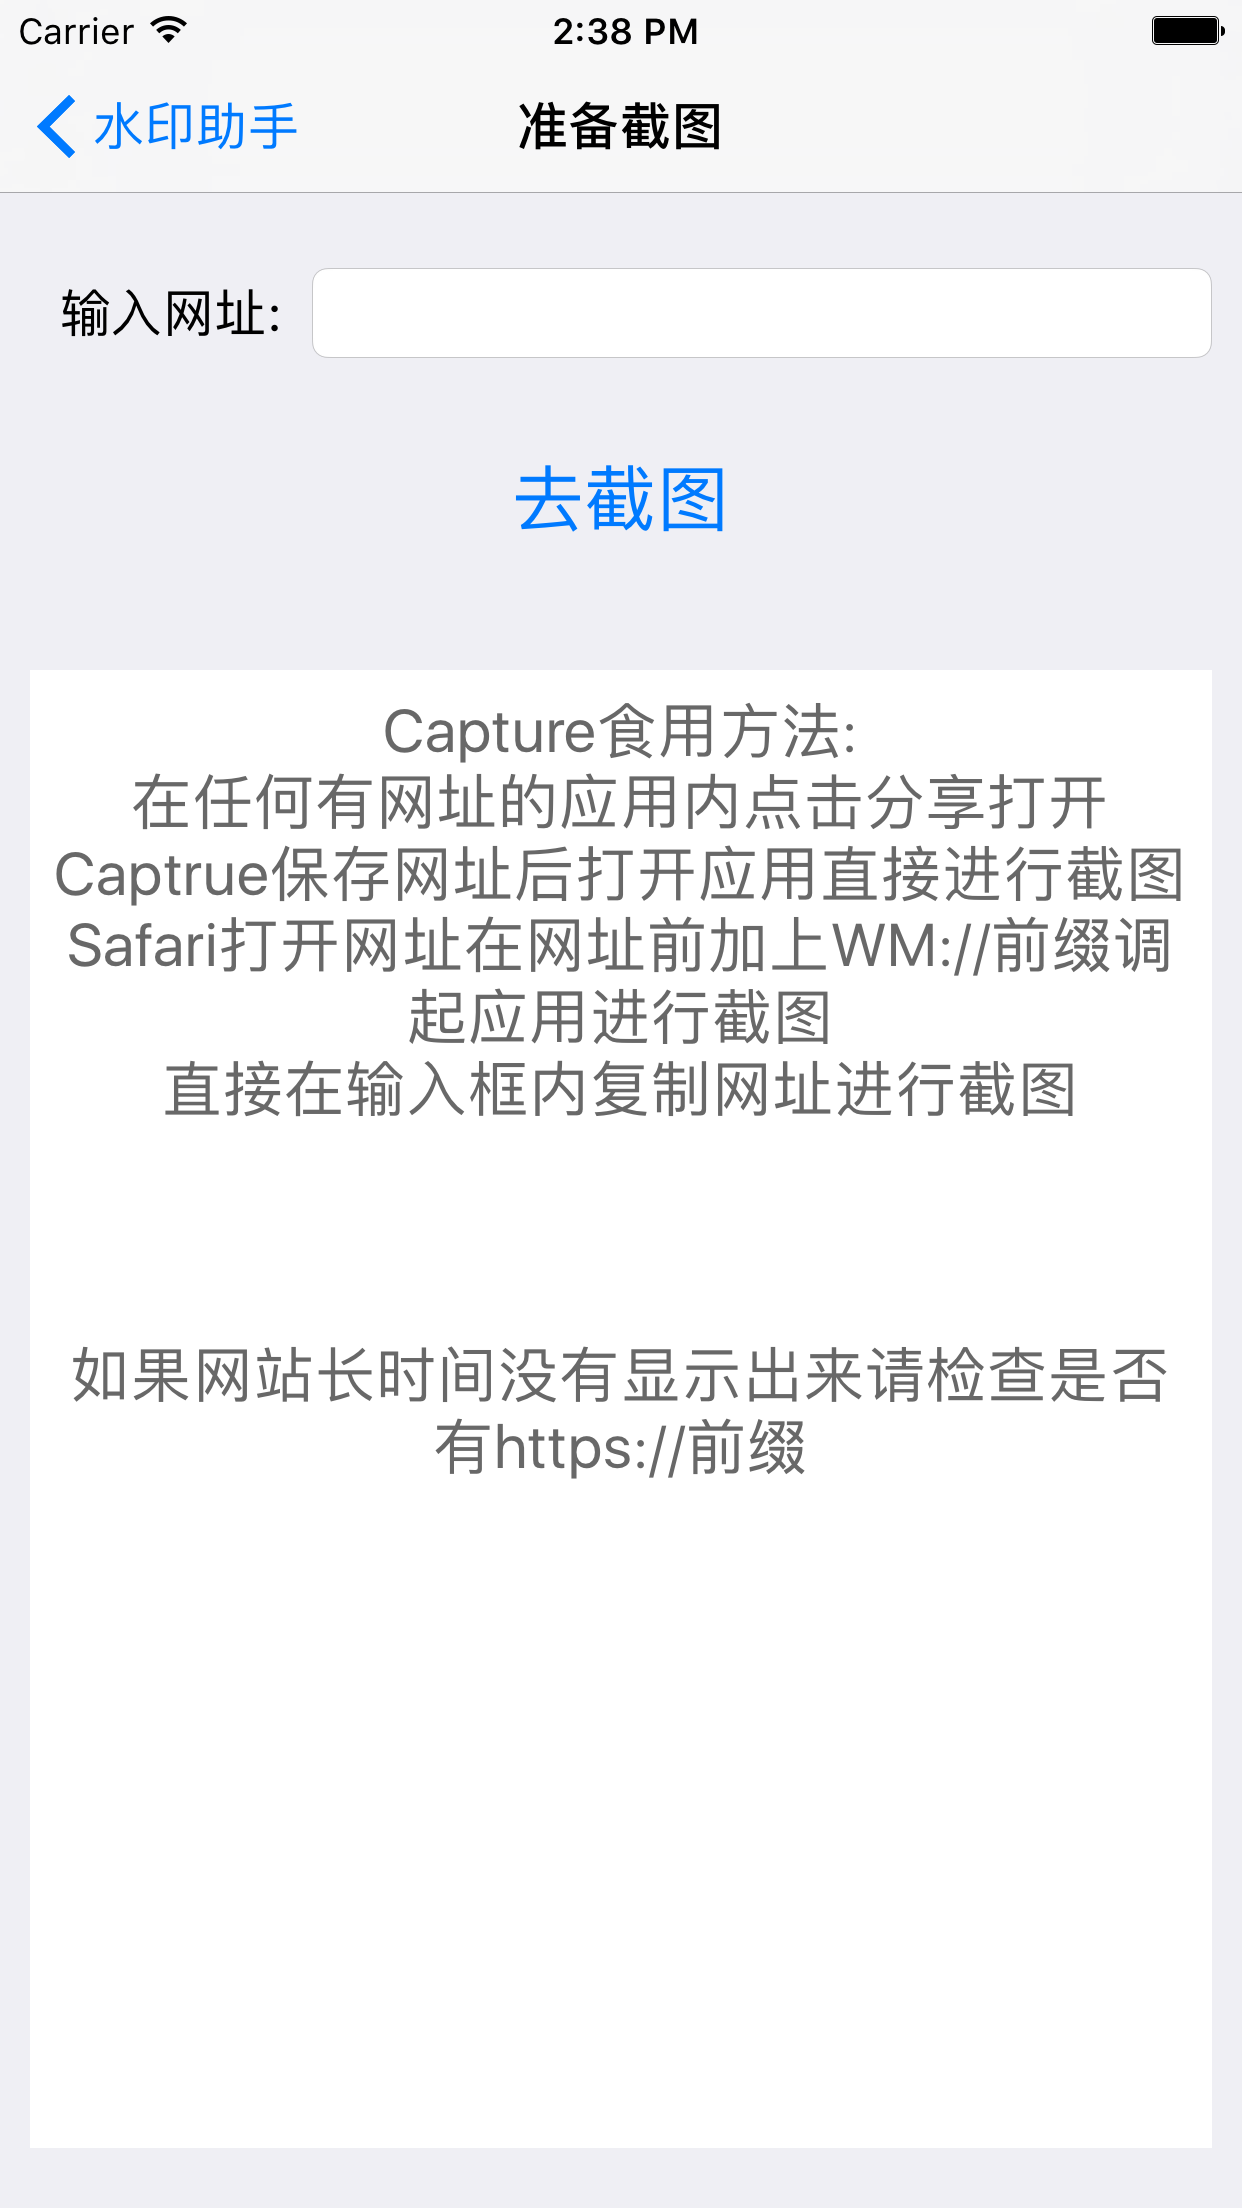 Carrier 2:38 PM
水印助手 准备截图
输入网址:
去截图
Capture食用方法:
在任何有网址的应用内点击分享打开
Captrue保存网址后打开应用直接进行截图
Safari打开网址在网址前加上WM://前缀调
起应用进行截图
直接在输入框内复制网址进行截图
如果网站长时间没有显示出来请检查是否
有https://前缀